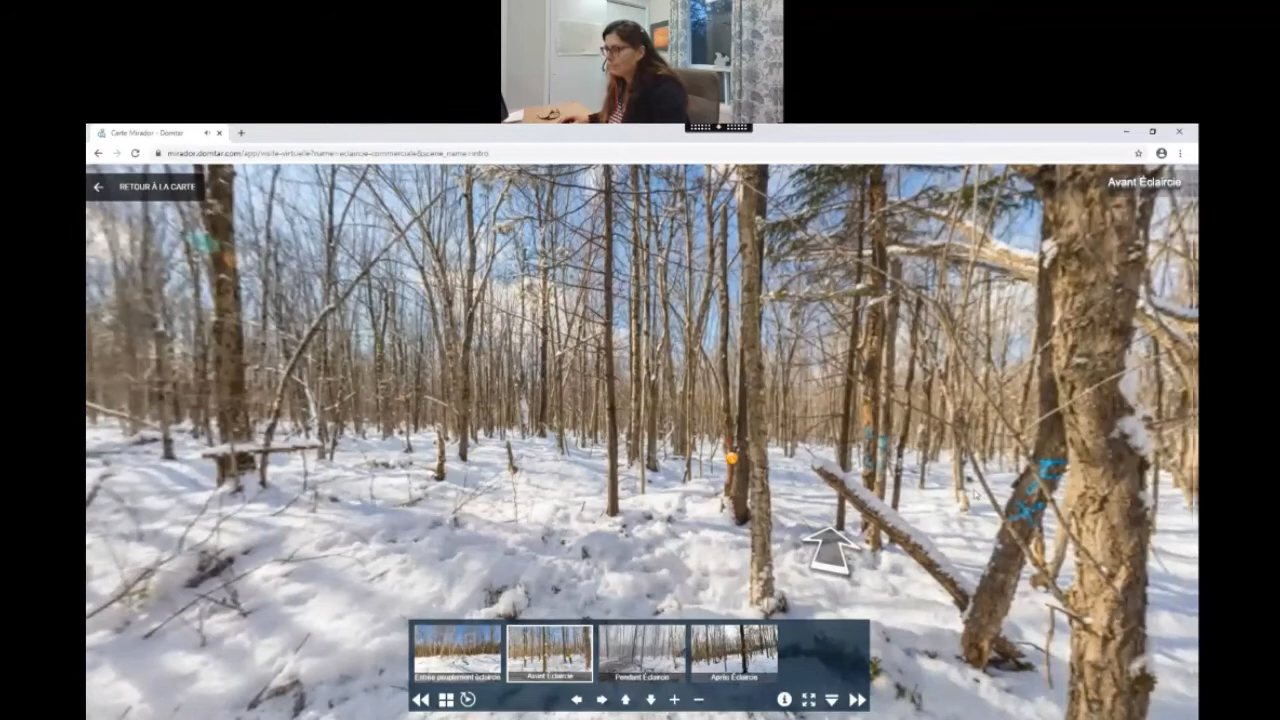 Carte Mirador - Domtar
mirador.domtar.com/app/visite-virtuelle?name=eclaircie-commerciale&scene_name=intro
RETOUR À LA CARTE
Avant Éclaircie
Entrée peuplement éclaircie
Avant Éclaircie
Pendant Éclaircie
Après Éclaircie